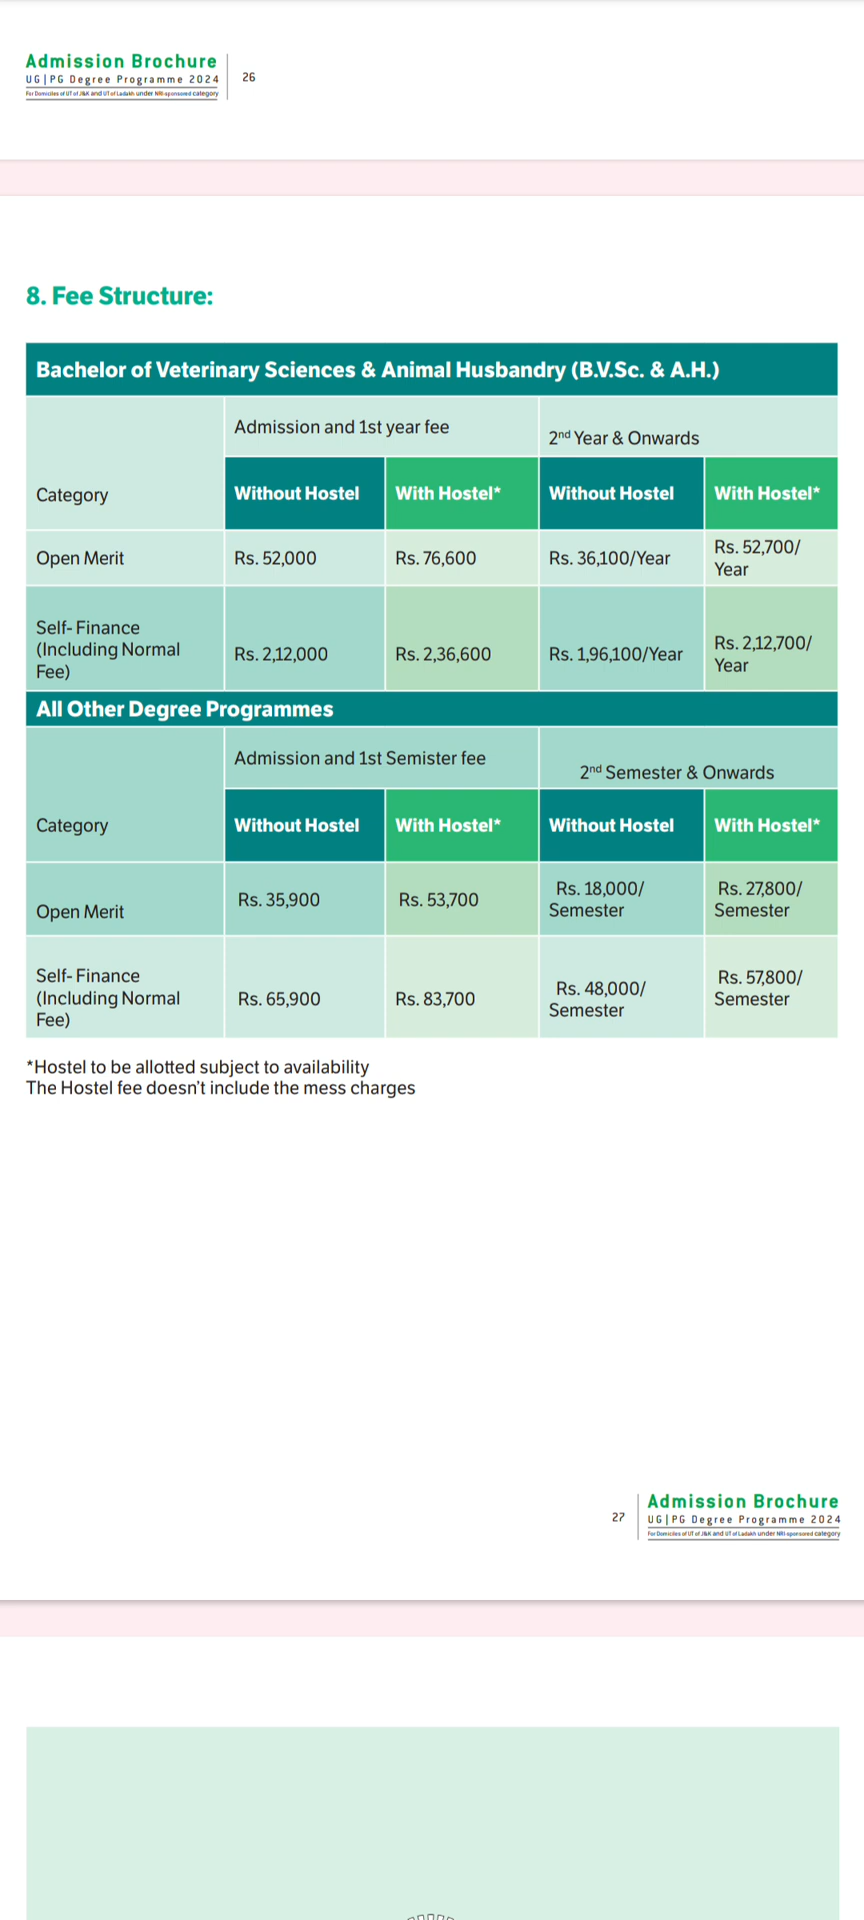 Admission Brochure
UG|PG Degree Programme 2024
For Domiciles of UT of J&K and UT of Ladakh under NRI-sponsored category
26
8. Fee Structure:
Bachelor of Veterinary Sciences & Animal Husbandry (B.V.Sc. & A.H.)
Category
Admission and 1st year fee
2nd Year & Onwards
Without Hostel
With Hostel*
Without Hostel
With Hostel*
Open Merit
Rs. 52,000
Rs. 76,600
Rs. 36,100/Year
Rs. 52,700/
Year
Self- Finance
(Including Normal
Fee)
Rs. 2,12,000
Rs. 2,36,600
Rs. 1,96,100/Year
Rs. 2,12,700/
Year
All Other Degree Programmes
Category
Admission and 1st Semister fee
2nd Semester & Onwards
Without Hostel
With Hostel*
Without Hostel
With Hostel*
Open Merit
Rs. 35,900
Rs. 53,700
Rs. 18,000/
Semester
Rs. 27,800/
Semester
Self- Finance
(Including Normal
Fee)
Rs. 65,900
Rs. 83,700
Rs. 48,000/
Semester
Rs. 57,800/
Semester
*Hostel to be allotted subject to availability
The Hostel fee doesn't include the mess charges
27
Admission Brochure
UG|PG Degree Programme 2024
For Domiciles of UT of J&K and UT of Ladakh under NRI-sponsored category